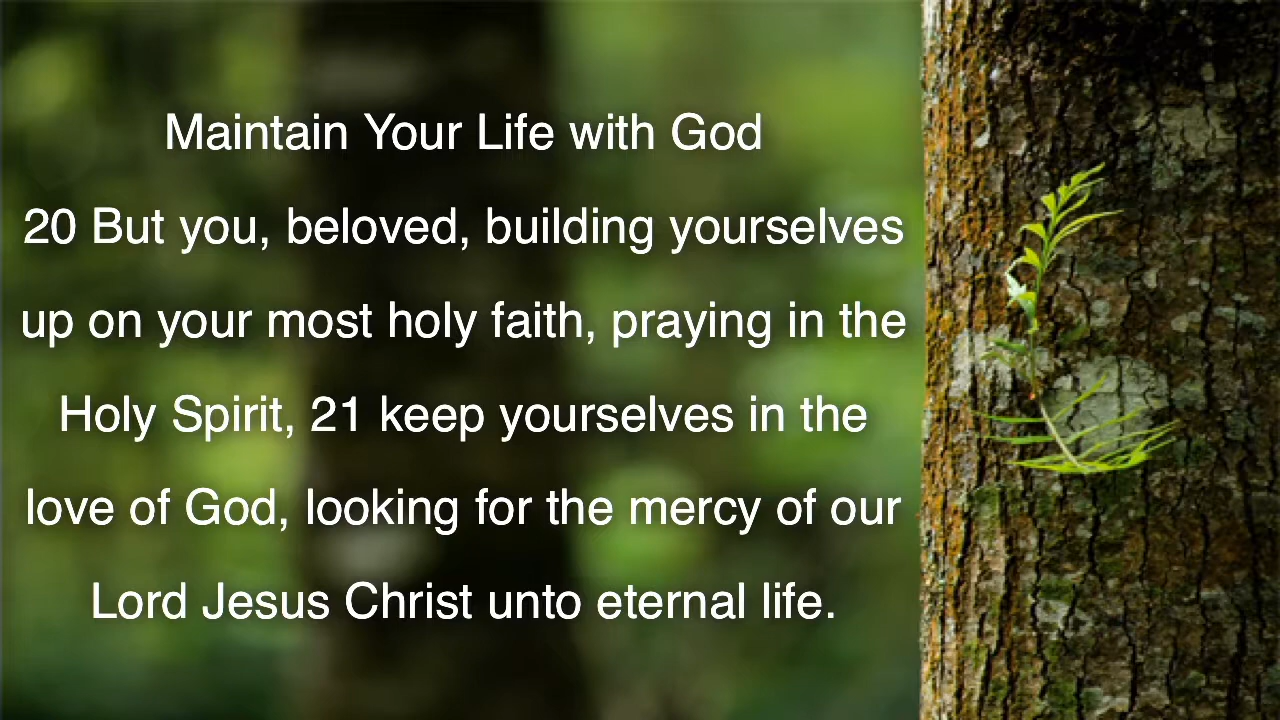 Maintain Your Life with God
20 But you, beloved, building yourselves
up on your most holy faith, praying in the
Holy Spirit, 21 keep yourselves in the
love of God, looking for the mercy of our
Lord Jesus Christ unto eternal life.